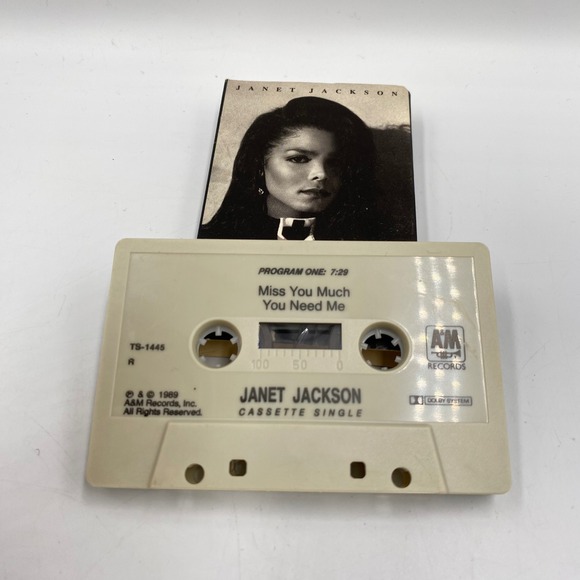 JANET JACKSON
PROGRAM ONE: 7:29
Miss You Much
You Need Me
TS-1445
R
100 50 0
A&M
RECORDS
℗ & © 1989
A&M Records, Inc.
All Rights Reserved.
JANET JACKSON
CASSETTE SINGLE
DOLBY SYSTEM